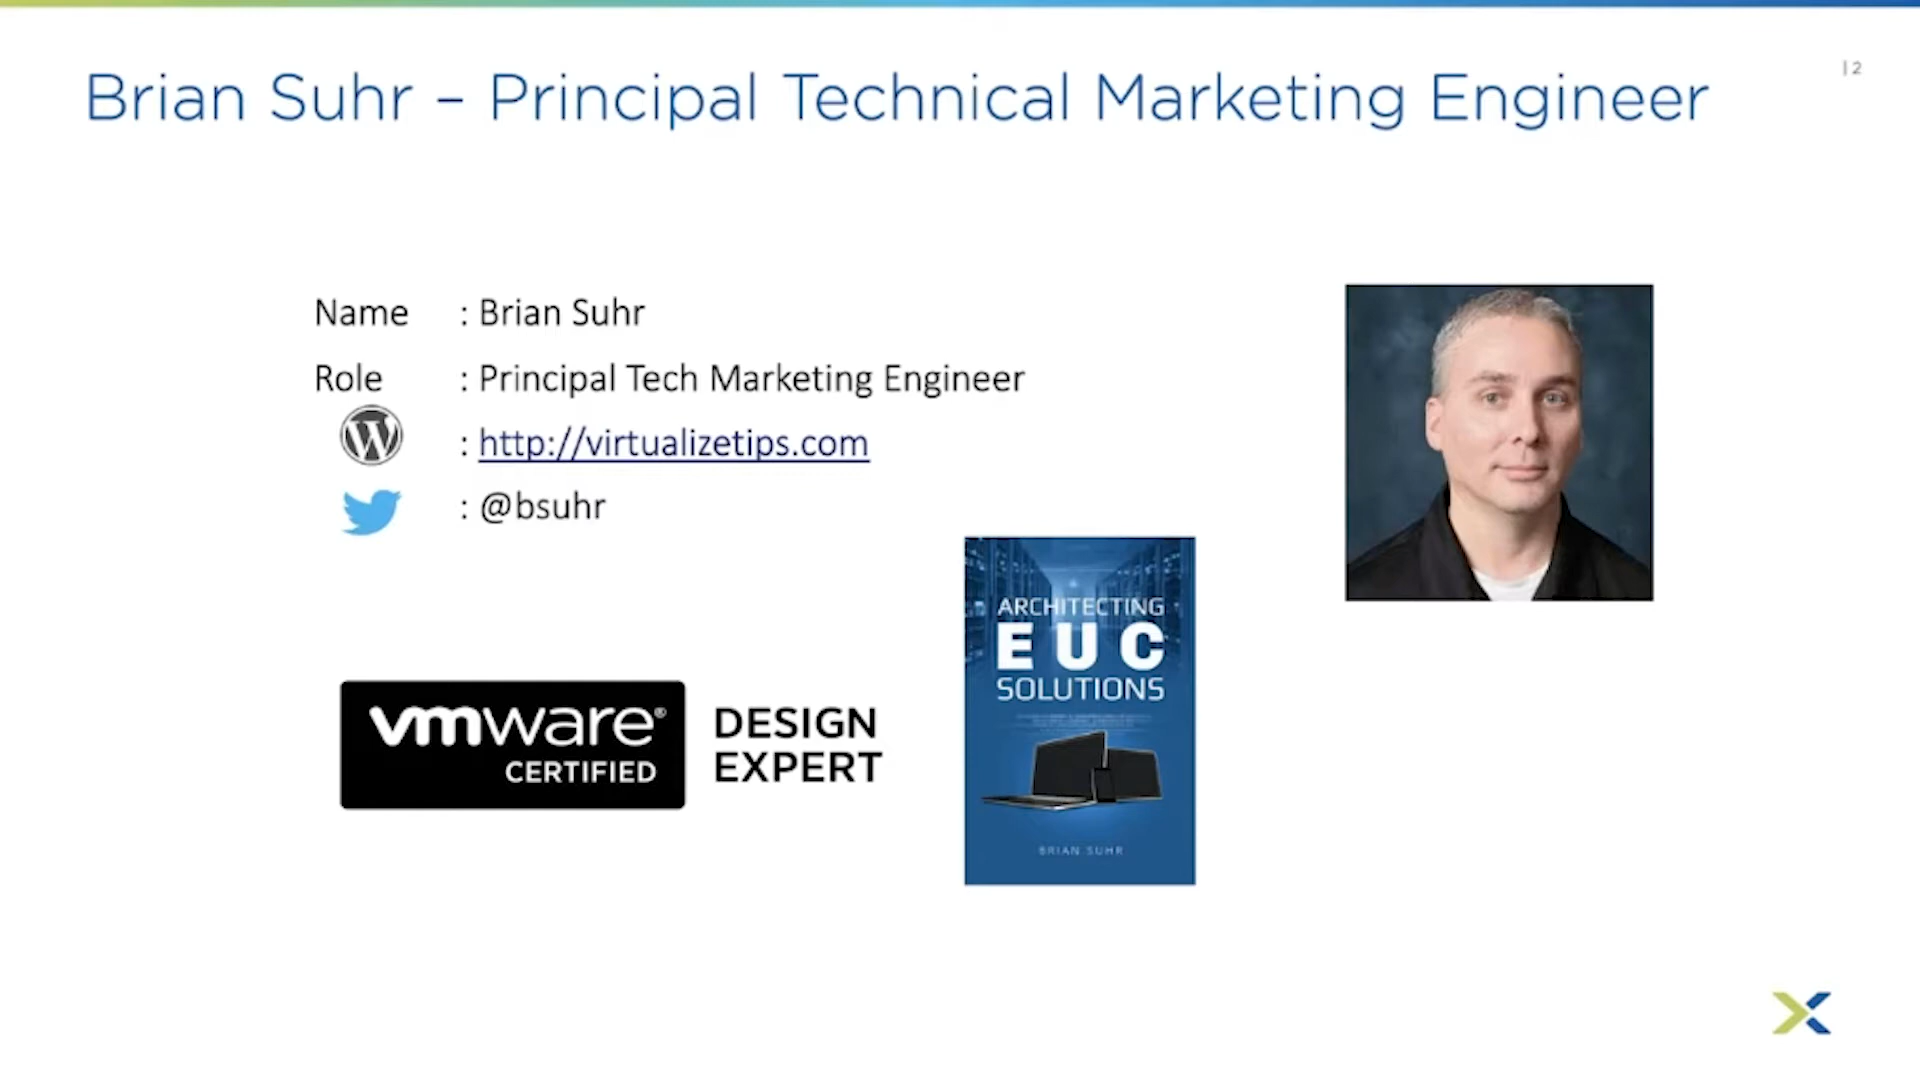 Brian Suhr – Principal Technical Marketing Engineer
| 2
Name : Brian Suhr
Role : Principal Tech Marketing Engineer
: http://virtualizetips.com
: @bsuhr
ARCHITECTING
EUC
SOLUTIONS
BRIAN SUHR
vmware®
CERTIFIED
DESIGN
EXPERT